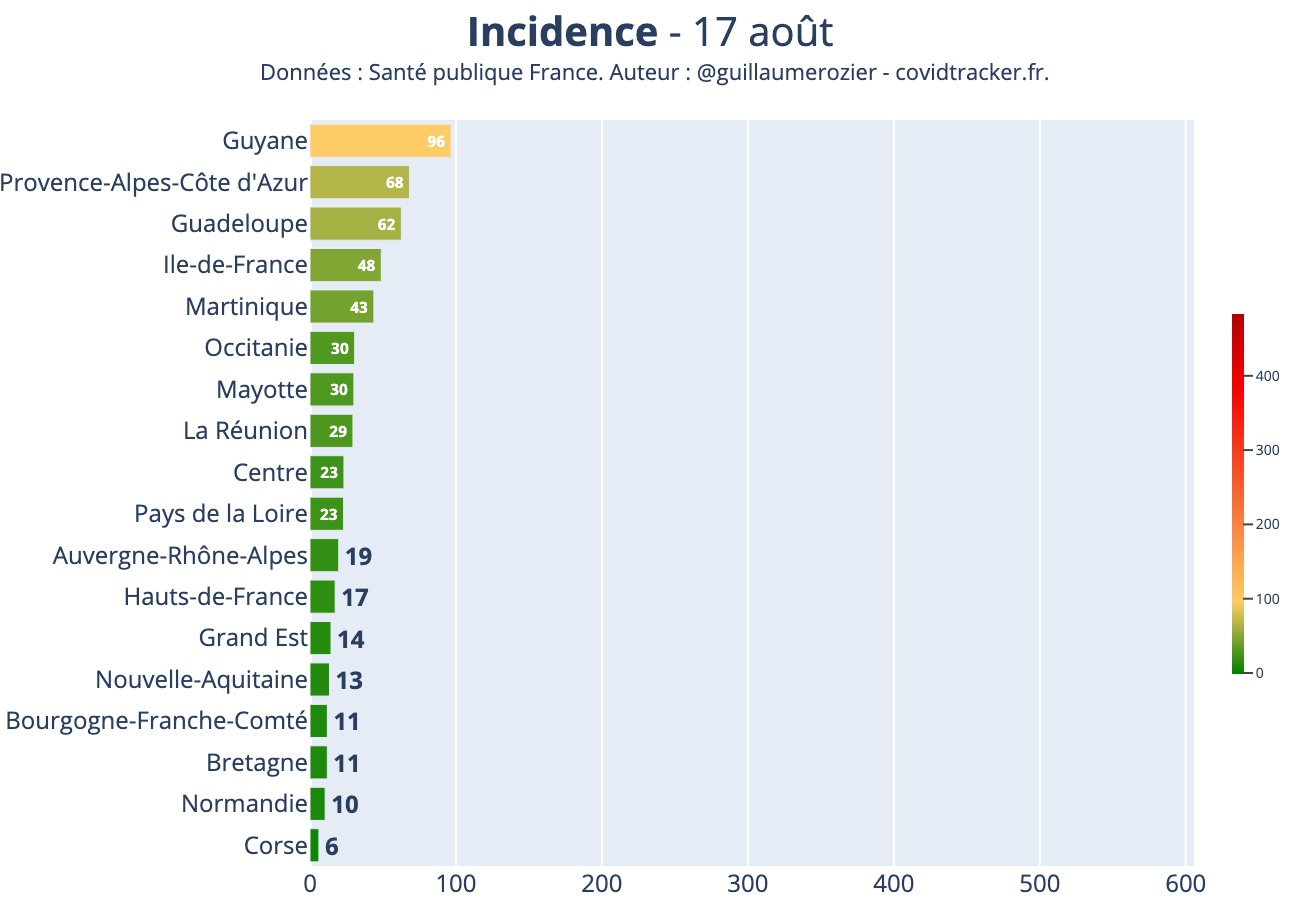 Incidence - 17 août
Données : Santé publique France. Auteur : @guillaumerozier - covidtracker.fr.
Guyane 96
Provence-Alpes-Côte d'Azur 68
Guadeloupe 62
Ile-de-France 48
Martinique 43
Occitanie 30
Mayotte 30
La Réunion 29
Centre 23
Pays de la Loire 23
Auvergne-Rhône-Alpes 19
Hauts-de-France 17
Grand Est 14
Nouvelle-Aquitaine 13
Bourgogne-Franche-Comté 11
Bretagne 11
Normandie 10
Corse 6
0 100 200 300 400 500 600
400
300
200
100
0